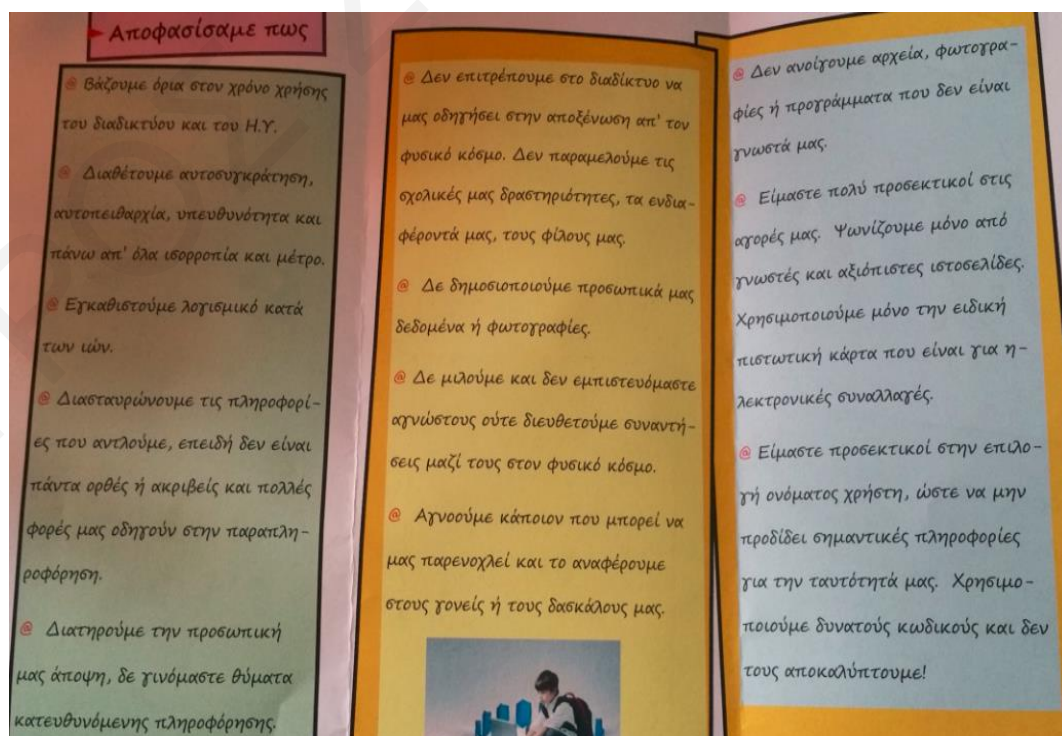 Αποφασίσαμε πως
@ Βάζουμε όρια στον χρόνο χρήσης
του διαδικτύου και του Η.Υ.
@ Διαθέτουμε αυτοσυγκράτηση,
αυτοπειθαρχία, υπευθυνότητα και
πάνω απ' όλα ισορροπία και μέτρο.
@ Εγκαθιστούμε λογισμικό κατά
των ιών.
@ Διασταυρώνουμε τις πληροφορί-
ες που αντλούμε, επειδή δεν είναι
πάντα ορθές ή ακριβείς και πολλές
φορές μας οδηγούν στην παραπλη-
ροφόρηση.
@ Διατηρούμε την προσωπική
μας άποψη, δε γινόμαστε θύματα
κατευθυνόμενης πληροφόρησης.
@ Δεν επιτρέπουμε στο διαδίκτυο να
μας οδηγήσει στην αποξένωση απ' τον
φυσικό κόσμο. Δεν παραμελούμε τις
σχολικές μας δραστηριότητες, τα ενδια-
φέροντά μας, τους φίλους μας.
@ Δε δημοσιοποιούμε προσωπικά μας
δεδομένα ή φωτογραφίες.
@ Δε μιλούμε και δεν εμπιστευόμαστε
αγνώστους ούτε διευθετούμε συναντή-
σεις μαζί τους στον φυσικό κόσμο.
@ Αγνοούμε κάποιον που μπορεί να
μας παρενοχλεί και το αναφέρουμε
στους γονείς ή τους δασκάλους μας.
@ Δεν ανοίγουμε αρχεία, φωτογρα-
φίες ή προγράμματα που δεν είναι
γνωστά μας.
@ Είμαστε πολύ προσεκτικοί στις
αγορές μας. Ψωνίζουμε μόνο από
γνωστές και αξιόπιστες ιστοσελίδες.
Χρησιμοποιούμε μόνο την ειδική
πιστωτική κάρτα που είναι για η-
λεκτρονικές συναλλαγές.
@ Είμαστε προσεκτικοί στην επιλο-
γή ονόματος χρήστη, ώστε να μην
προδίδει σημαντικές πληροφορίες
για την ταυτότητά μας. Χρησιμο-
ποιούμε δυνατούς κωδικούς και δεν
τους αποκαλύπτουμε!